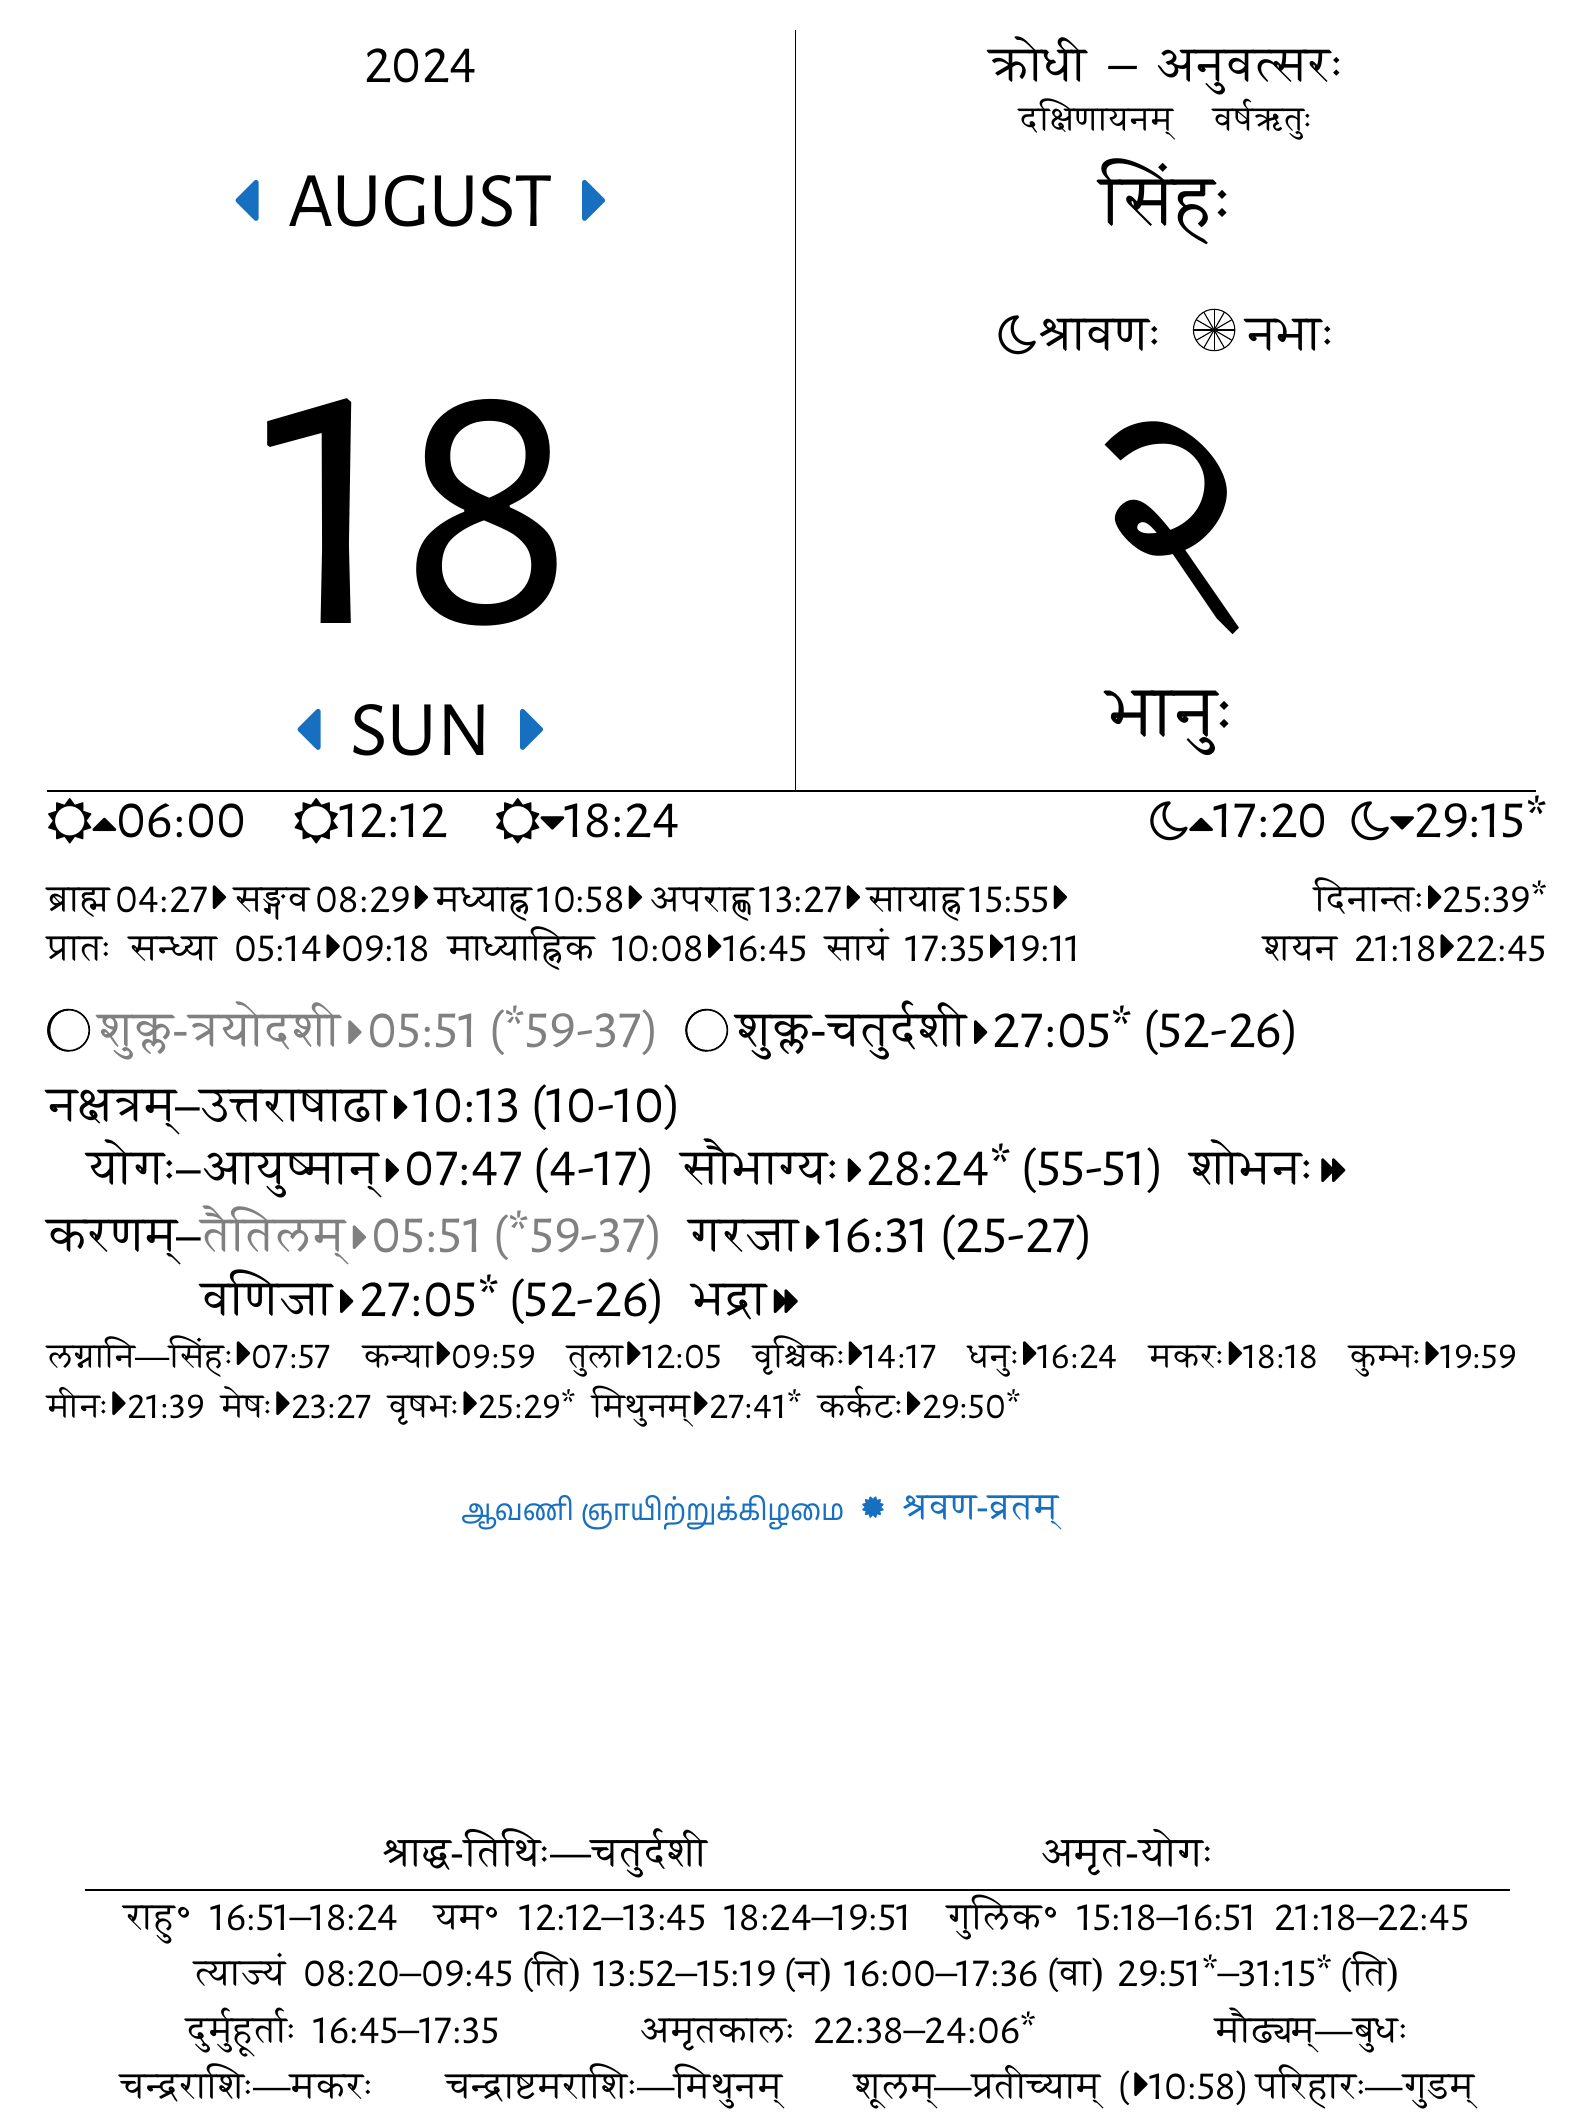 2024
AUGUST
18
SUN
क्रोधी – अनुवत्सरः
दक्षिणायनम् वर्षऋतुः
सिंहः
श्रावणः नभाः
२
भानुः
06:00 12:12 18:24 17:20 29:15*
ब्राह्म 04:27 सङ्गव 08:29 मध्याह्न 10:58 अपराह्ण 13:27 सायाह्न 15:55 दिनान्तः 25:39*
प्रातः सन्ध्या 05:14 09:18 माध्याह्निक 10:08 16:45 सायं 17:35 19:11 शयन 21:18 22:45
शुक्ल-त्रयोदशी 05:51 (*59-37) शुक्ल-चतुर्दशी 27:05* (52-26)
नक्षत्रम्–उत्तराषाढा 10:13 (10-10)
योगः–आयुष्मान् 07:47 (4-17) सौभाग्यः 28:24* (55-51) शोभनः
करणम्–तैतिलम् 05:51 (*59-37) गरजा 16:31 (25-27)
वणिजा 27:05* (52-26) भद्रा
लग्नानि—सिंहः 07:57 कन्या 09:59 तुला 12:05 वृश्चिकः 14:17 धनुः 16:24 मकरः 18:18 कुम्भः 19:59
मीनः 21:39 मेषः 23:27 वृषभः 25:29* मिथुनम् 27:41* कर्कटः 29:50*
ஆவணி ஞாயிற்றுக்கிழமை ✹ श्रवण-व्रतम्
श्राद्ध-तिथिः—चतुर्दशी अमृत-योगः
राहु° 16:51–18:24 यम° 12:12–13:45 18:24–19:51 गुलिक° 15:18–16:51 21:18–22:45
त्याज्यं 08:20–09:45 (ति) 13:52–15:19 (न) 16:00–17:36 (वा) 29:51*–31:15* (ति)
दुर्मुहूर्ताः 16:45–17:35 अमृतकालः 22:38–24:06* मौढ्यम्—बुधः
चन्द्रराशिः—मकरः चन्द्राष्टमराशिः—मिथुनम् शूलम्—प्रतीच्याम् (10:58) परिहारः—गुडम्